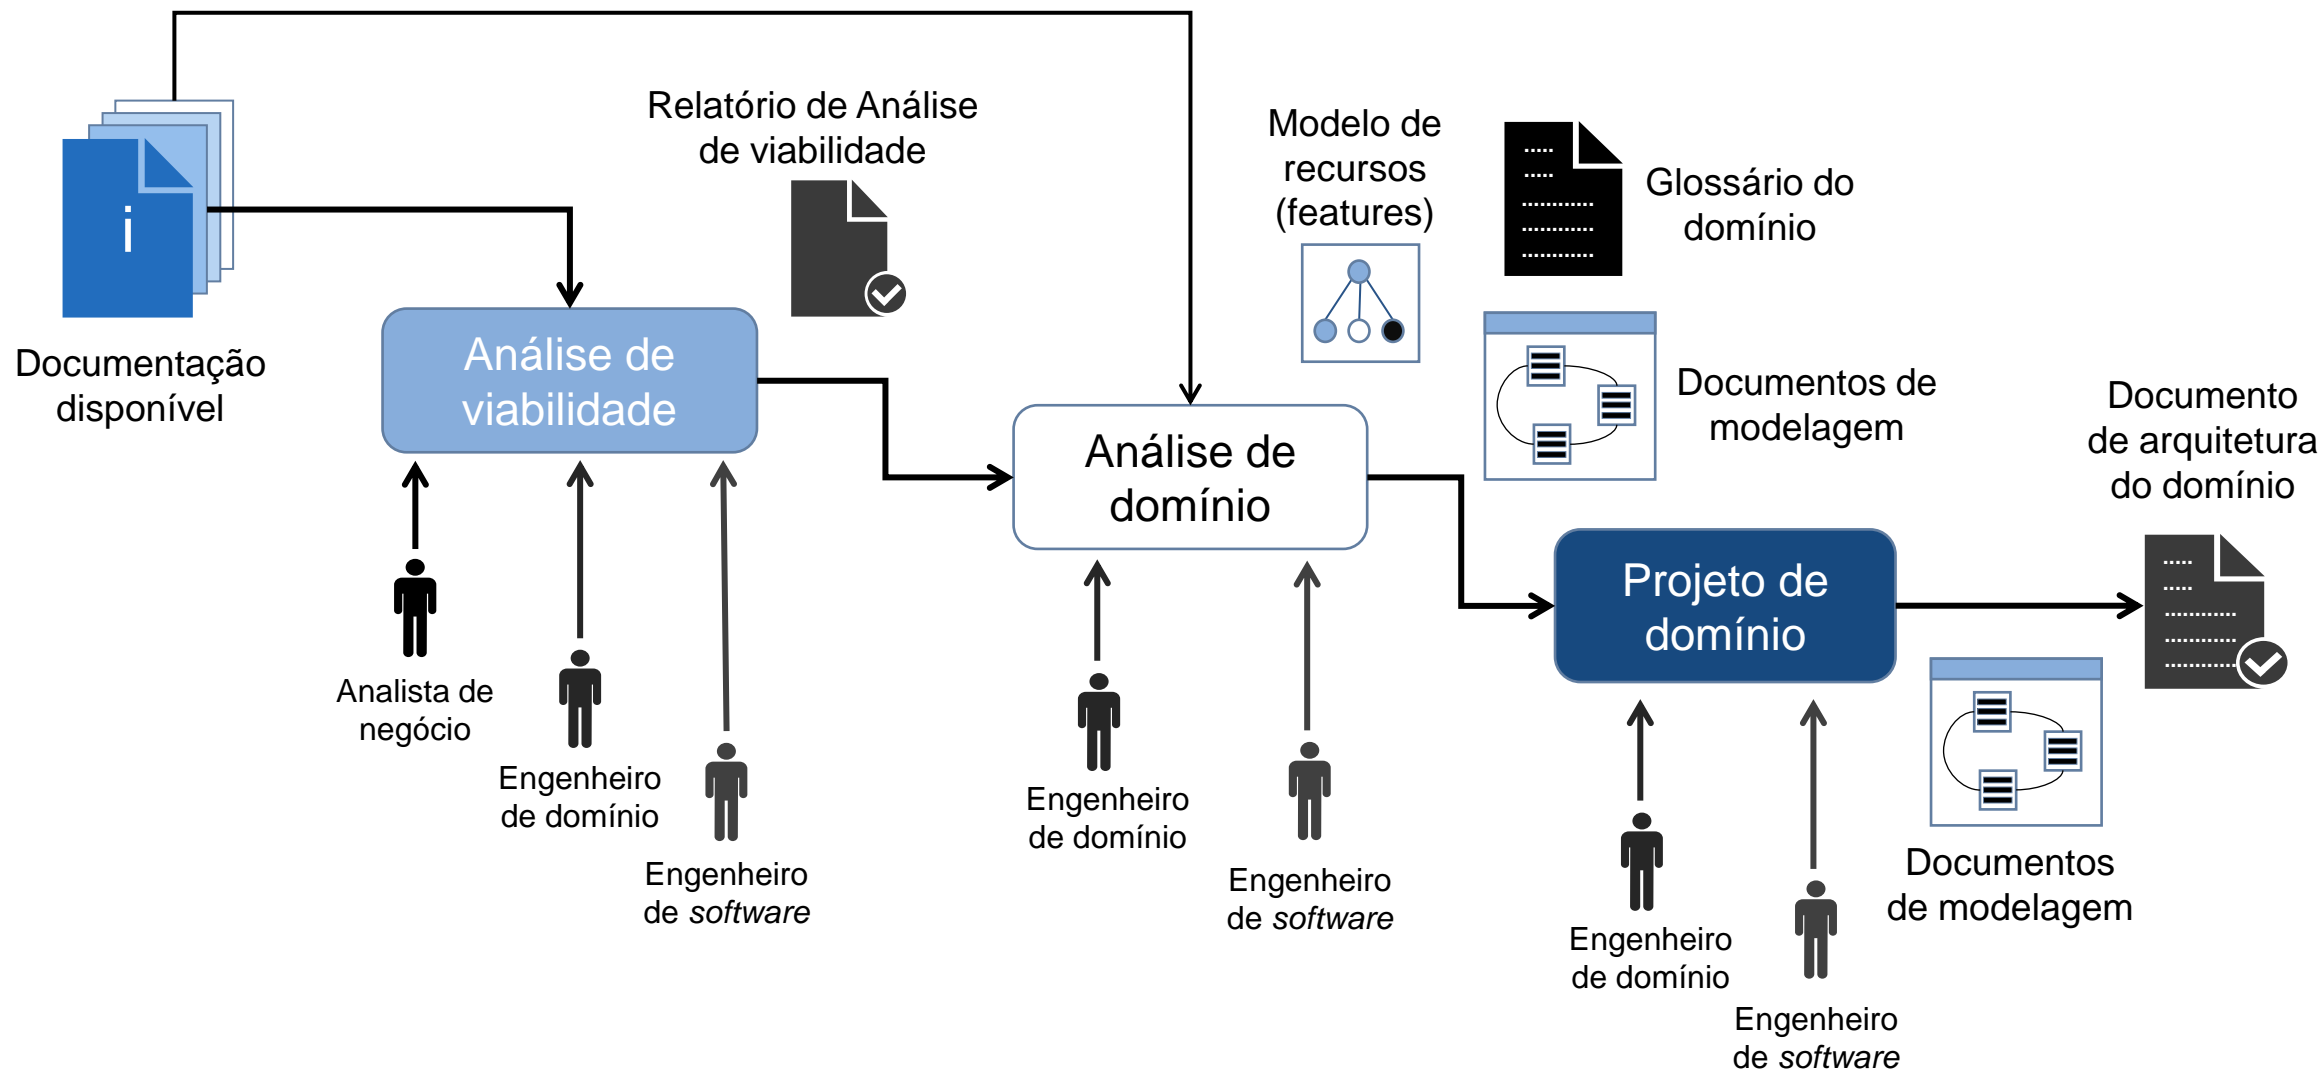 Relatório de Análise
de viabilidade
Modelo de
recursos
(features)
Glossário do
domínio
i
Documentação
disponível
Análise de
viabilidade
Documentos de
modelagem
Documento
de arquitetura
do domínio
Análise de
domínio
Projeto de
domínio
Analista de
negócio
Engenheiro
de domínio
Engenheiro
de software
Engenheiro
de domínio
Engenheiro
de software
Documentos
de modelagem
Engenheiro
de domínio
Engenheiro
de software